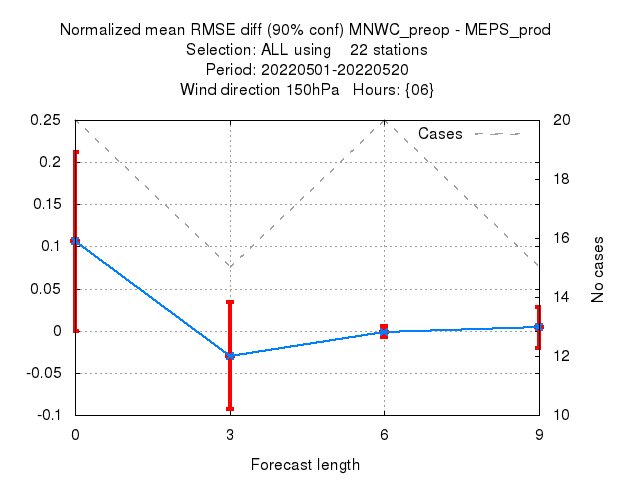 Normalized mean RMSE diff (90% conf) MNWC_preop - MEPS_prod
Selection: ALL using    22 stations
Period: 20220501-20220520
Wind direction 150hPa   Hours: {06}
0.25
0.2
0.15
0.1
0.05
0
-0.05
-0.1
Cases
20
18
16
14
12
10
No cases
0 3 6 9
Forecast length